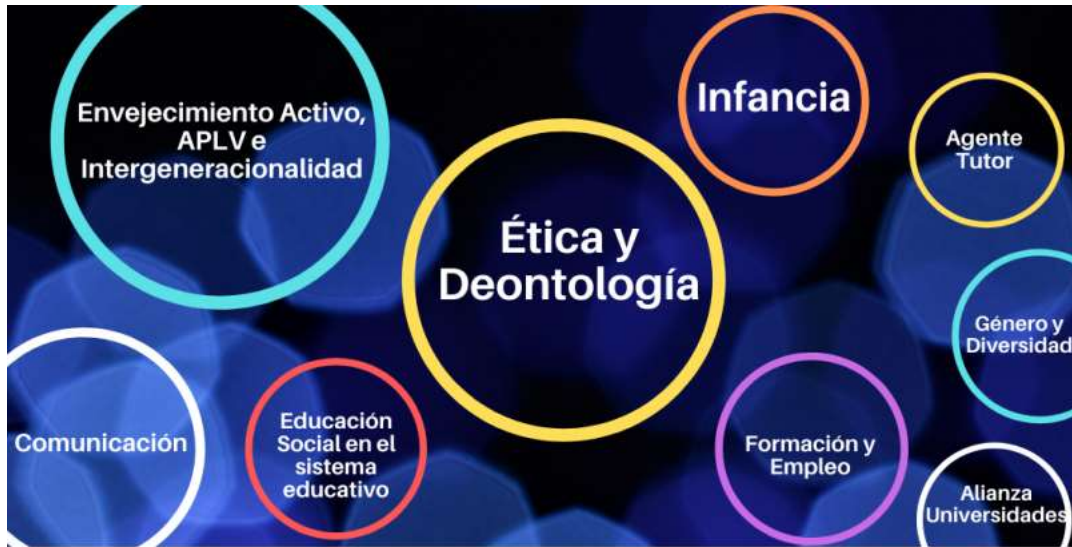 Envejecimiento Activo,
APLV e
Intergeneracionalidad
Infancia
Agente
Tutor
Ética y
Deontología
Género y
Diversidad
Comunicación
Educación
Social en el
sistema
educativo
Formación y
Empleo
Alianza
Universidades